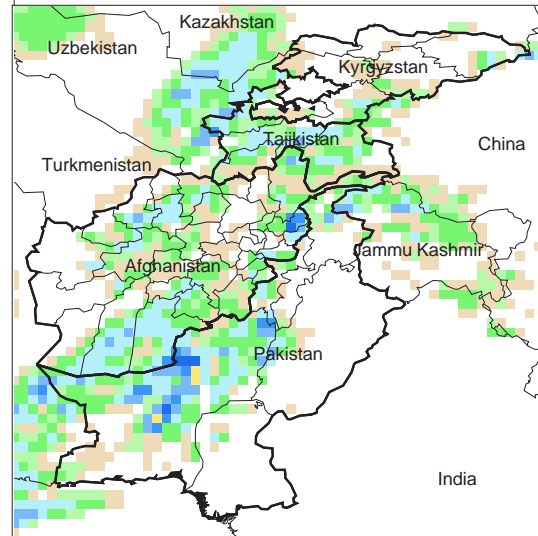 Kazakhstan
Uzbekistan
Kyrgyzstan
Tajikistan
China
Turkmenistan
Jammu Kashmir
Afghanistan
Pakistan
India